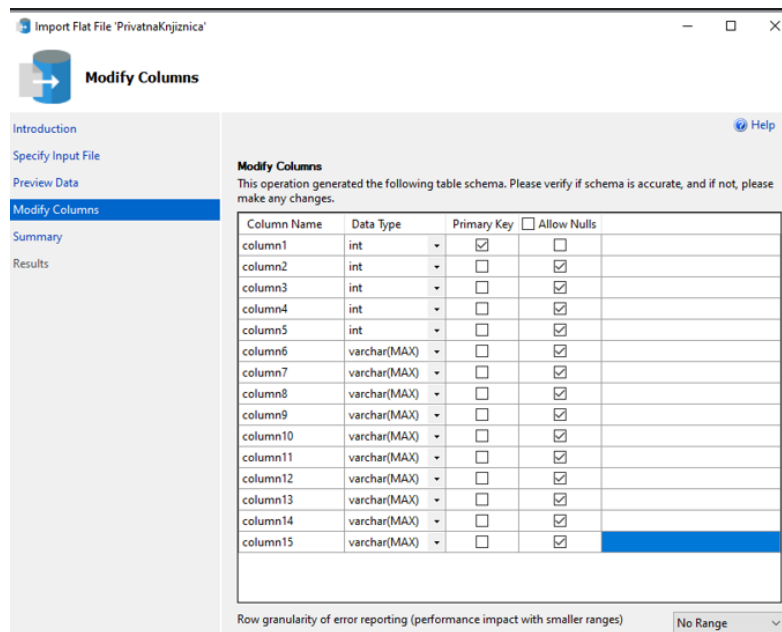 Import Flat File 'PrivatnaKnjiznica'
Modify Columns
Introduction
Specify Input File
Preview Data
Modify Columns
Summary
Results
Help
Modify Columns
This operation generated the following table schema. Please verify if schema is accurate, and if not, please
make any changes.
Column Name Data Type Primary Key Allow Nulls
column1 int
column2 int
column3 int
column4 int
column5 int
column6 varchar(MAX)
column7 varchar(MAX)
column8 varchar(MAX)
column9 varchar(MAX)
column10 varchar(MAX)
column11 varchar(MAX)
column12 varchar(MAX)
column13 varchar(MAX)
column14 varchar(MAX)
column15 varchar(MAX)
Row granularity of error reporting (performance impact with smaller ranges) No Range